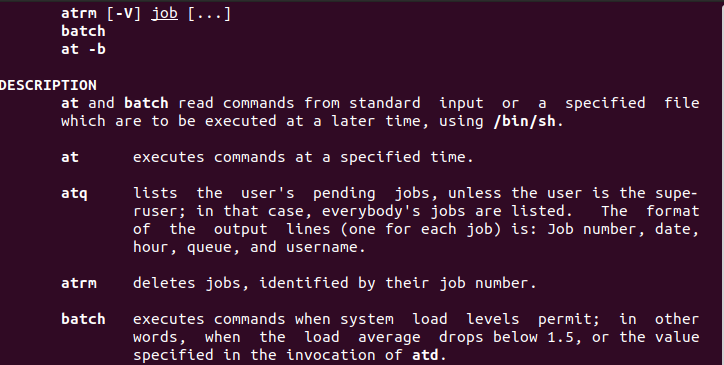 atrm [-V] job [...]
batch
at -b
DESCRIPTION
at and batch read commands from standard input or a specified file
which are to be executed at a later time, using /bin/sh.
at executes commands at a specified time.
atq lists the user's pending jobs, unless the user is the supe-
ruser; in that case, everybody's jobs are listed. The format
of the output lines (one for each job) is: Job number, date,
hour, queue, and username.
atrm deletes jobs, identified by their job number.
batch executes commands when system load levels permit; in other
words, when the load average drops below 1.5, or the value
specified in the invocation of atd.